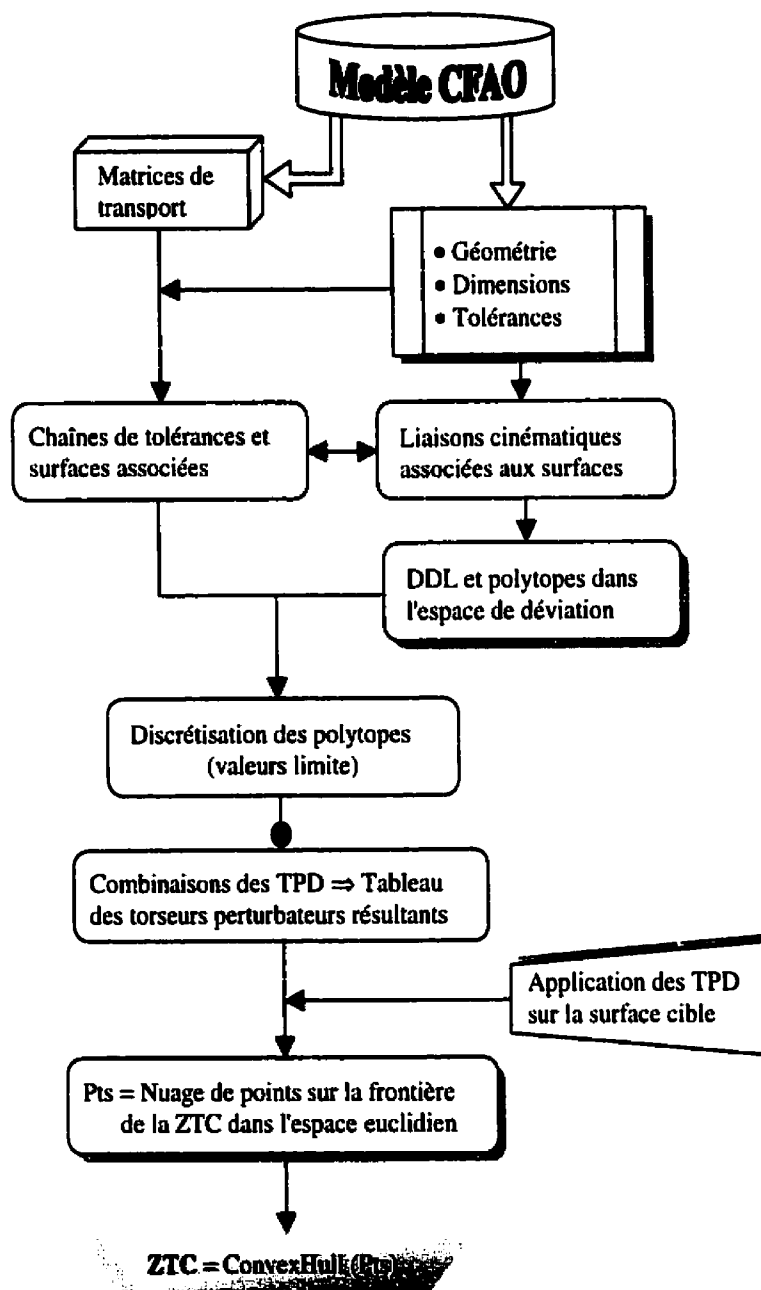 Modèle CFAO
Matrices de
transport
• Géométrie
• Dimensions
• Tolérances
Chaînes de tolérances et
surfaces associées
Liaisons cinématiques
associées aux surfaces
DDL et polytopes dans
l'espace de déviation
Discrétisation des polytopes
(valeurs limite)
Combinaisons des TPD ⇒ Tableau
des torseurs perturbateurs résultants
Application des TPD
sur la surface cible
Pts = Nuage de points sur la frontière
de la ZTC dans l'espace euclidien
ZTC = ConvexHull(Pts)